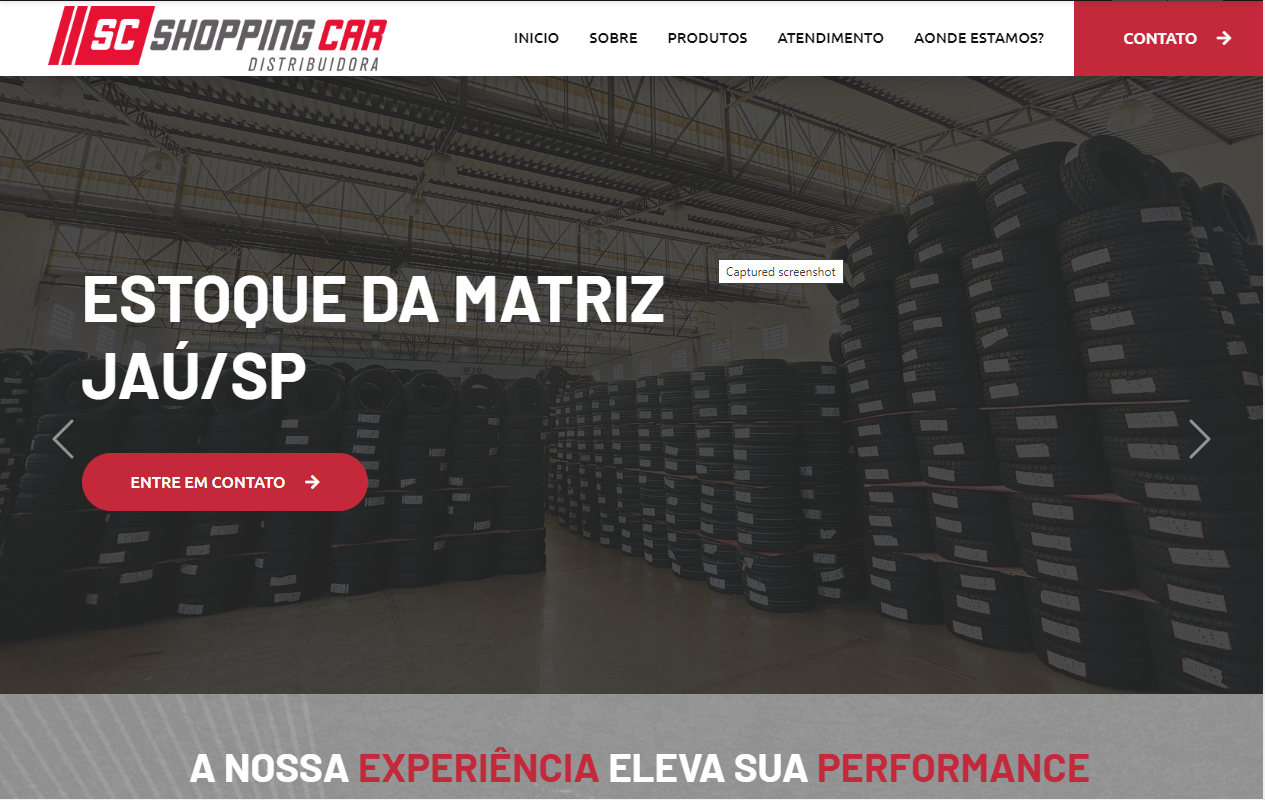 SC SHOPPING CAR
DISTRIBUIDORA
INICIO SOBRE PRODUTOS ATENDIMENTO AONDE ESTAMOS? CONTATO
Captured screenshot
ESTOQUE DA MATRIZ
JAÚ/SP
ENTRE EM CONTATO
A NOSSA EXPERIÊNCIA ELEVA SUA PERFORMANCE